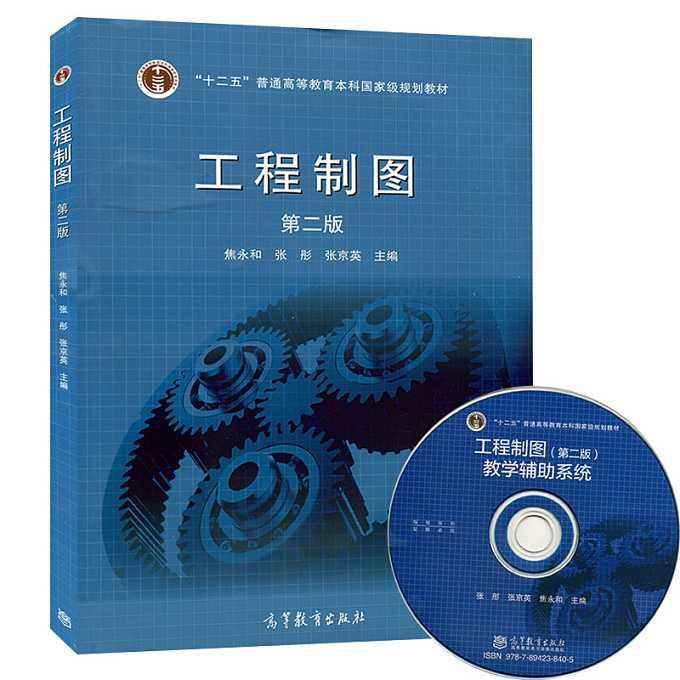 工程制图
第二版
焦永和 张彤 张京英 主编
“十二五”普通高等教育本科国家级规划教材
工程制图
第二版
焦永和 张彤 张京英 主编
高等教育出版社
“十二五”普通高等教育本科国家级规划教材
工程制图(第二版)
教学辅助系统
张彤 张京英 焦永和 主编
高等教育出版社
ISBN 978-7-89423-840-5